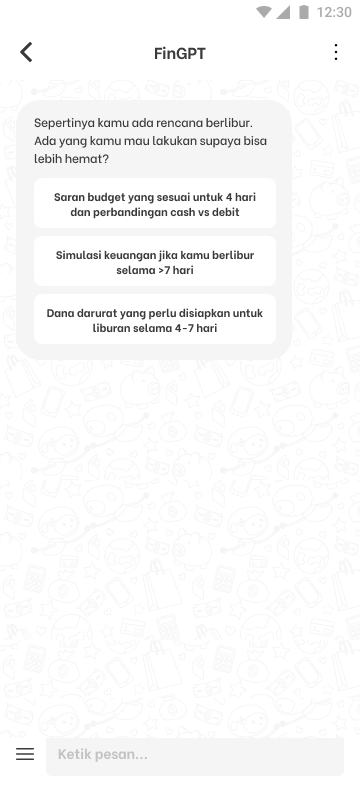 12:30
FinGPT
Sepertinya kamu ada rencana berlibur.
Ada yang kamu mau lakukan supaya bisa
lebih hemat?
Saran budget yang sesuai untuk 4 hari
dan perbandingan cash vs debit
Simulasi keuangan jika kamu berlibur
selama >7 hari
Dana darurat yang perlu disiapkan untuk
liburan selama 4-7 hari
Ketik pesan...